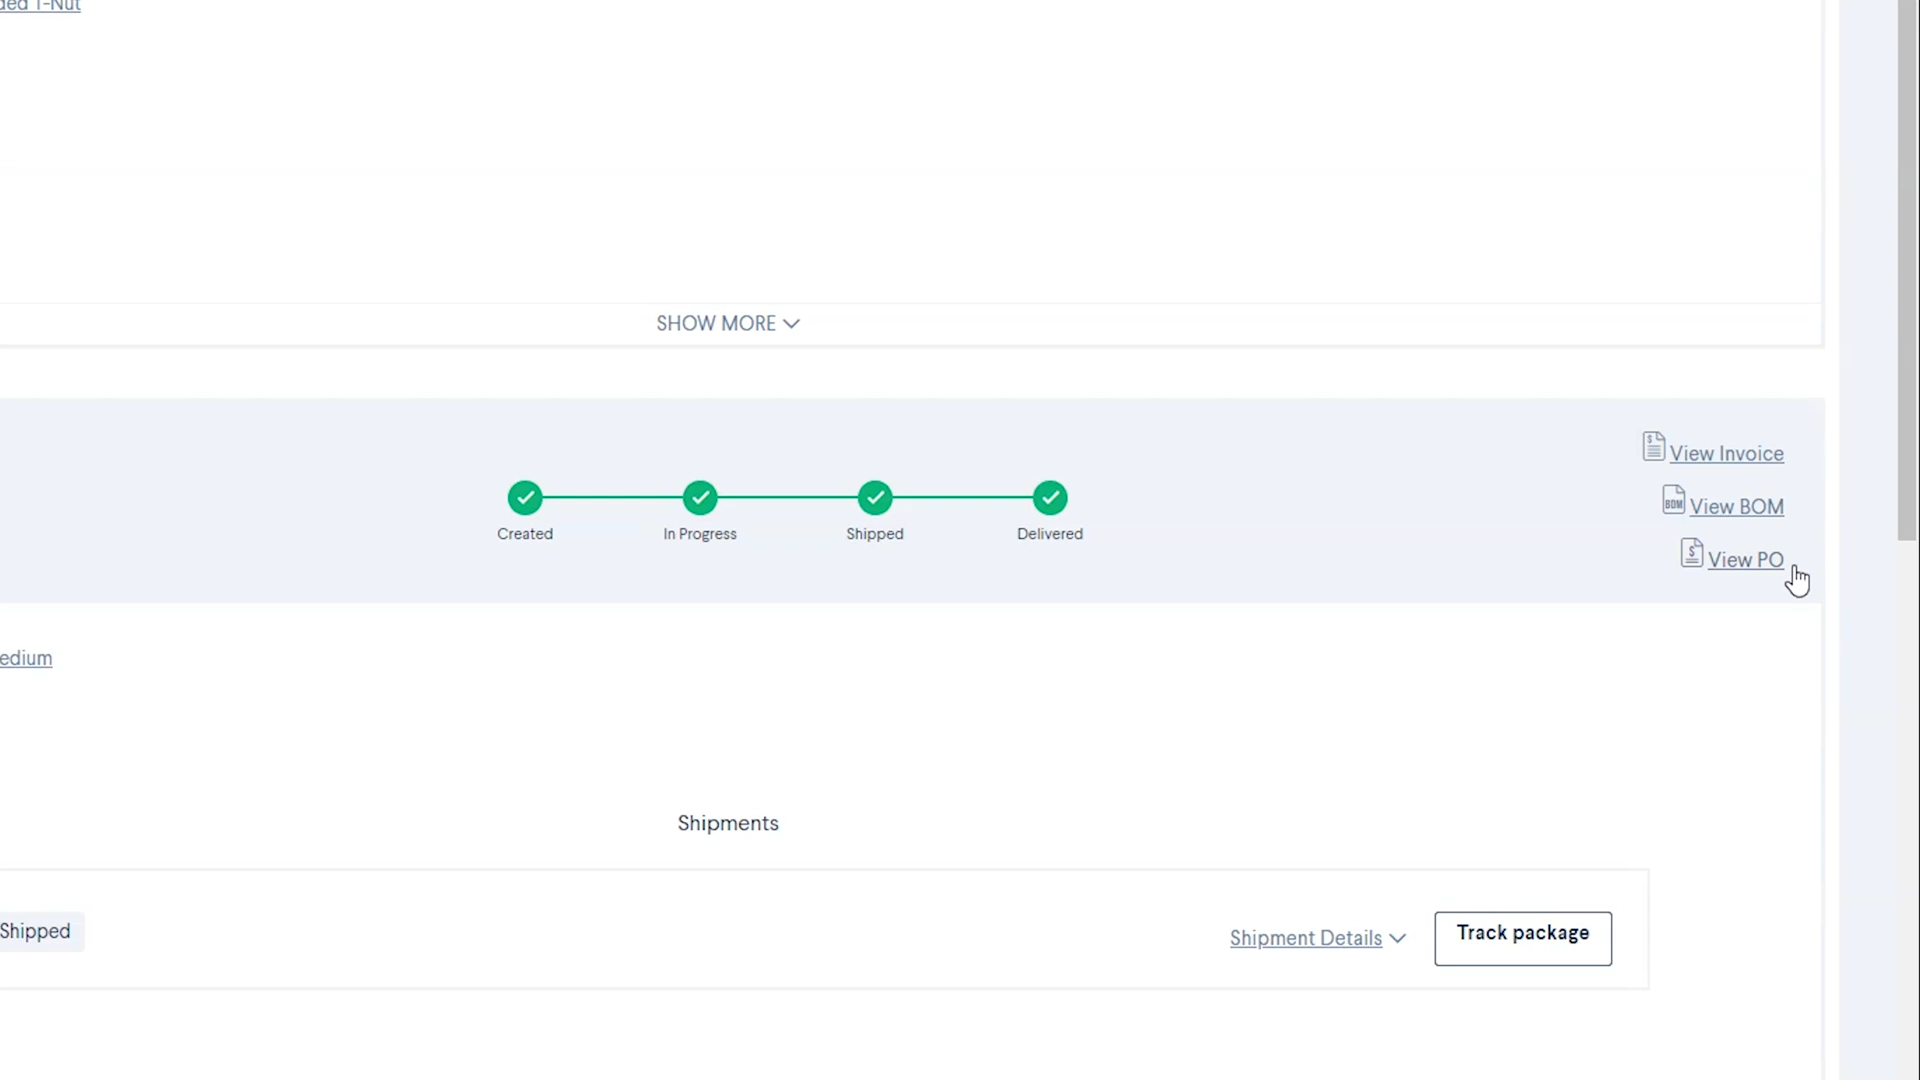 SHOW MORE
View Invoice
BOM View BOM
View PO
Created
In Progress
Shipped
Delivered
Shipments
Shipped
Shipment Details
Track package